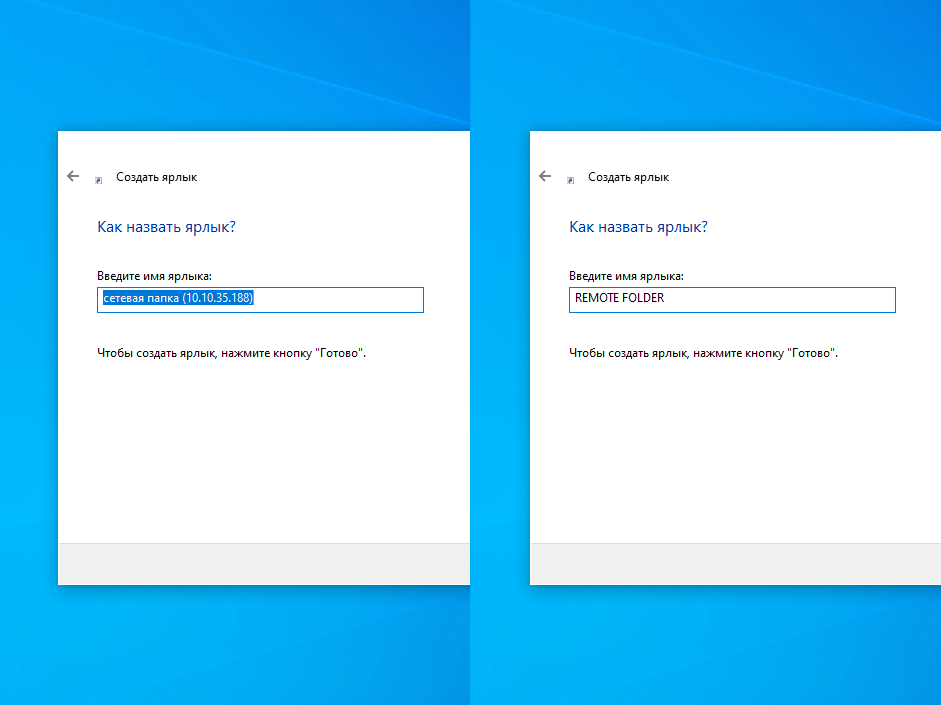 Создать ярлык
Как назвать ярлык?
Введите имя ярлыка:
сетевая папка (10.10.35.188)
Чтобы создать ярлык, нажмите кнопку "Готово".
Создать ярлык
Как назвать ярлык?
Введите имя ярлыка:
REMOTE FOLDER
Чтобы создать ярлык, нажмите кнопку "Готово".